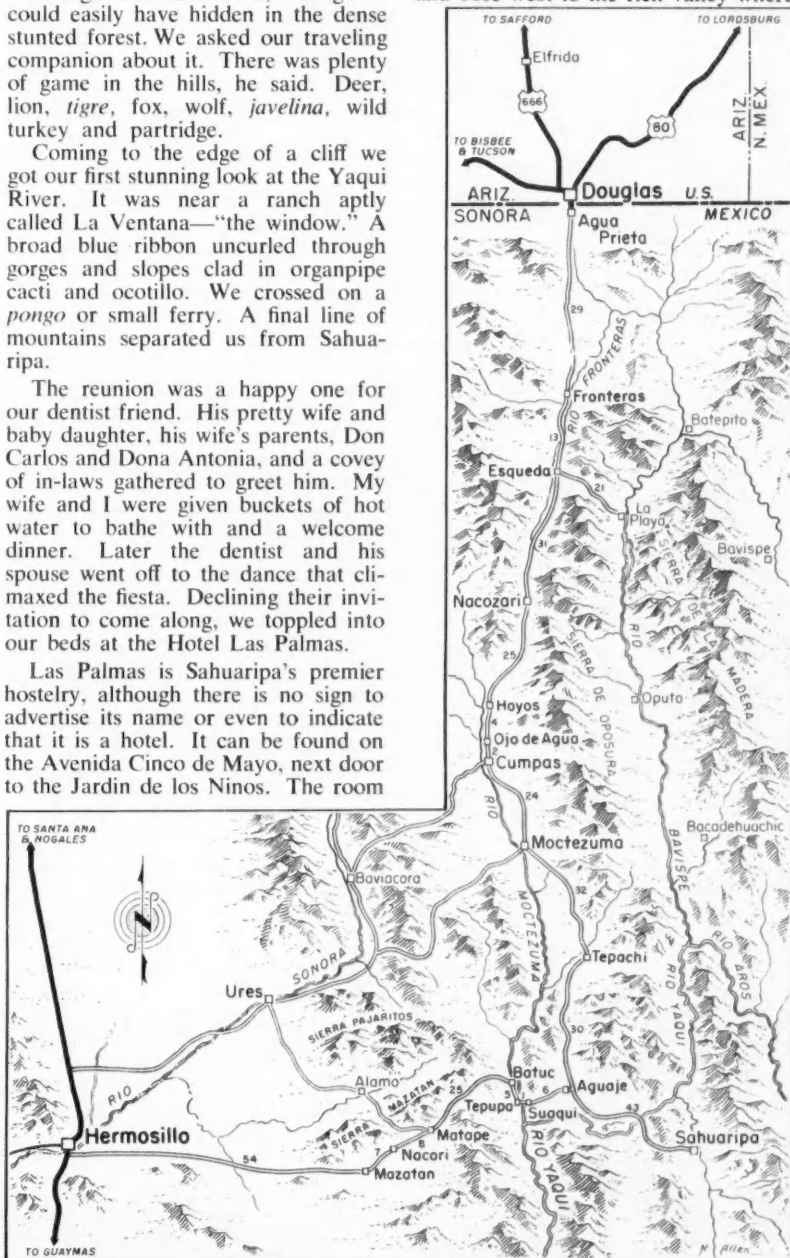 could easily have hidden in the dense
stunted forest. We asked our traveling
companion about it. There was plenty
of game in the hills, he said. Deer,
lion, tigre, fox, wolf, javelina, wild
turkey and partridge.
Coming to the edge of a cliff we
got our first stunning look at the Yaqui
River. It was near a ranch aptly
called La Ventana—"the window." A
broad blue ribbon uncurled through
gorges and slopes clad in organpipe
cacti and ocotillo. We crossed on a
pongo or small ferry. A final line of
mountains separated us from Sahua-
ripa.
The reunion was a happy one for
our dentist friend. His pretty wife and
baby daughter, his wife's parents, Don
Carlos and Dona Antonia, and a covey
of in-laws gathered to greet him. My
wife and I were given buckets of hot
water to bathe with and a welcome
dinner. Later the dentist and his
spouse went off to the dance that cli-
maxed the fiesta. Declining their invi-
tation to come along, we toppled into
our beds at the Hotel Las Palmas.
Las Palmas is Sahuaripa's premier
hostelry, although there is no sign to
advertise its name or even to indicate
that it is a hotel. It can be found on
the Avenida Cinco de Mayo, next door
to the Jardin de los Ninos. The room
TO SAFFORD
TO LORDSBURG
Elfrida
666
80
ARIZ.
N. MEX.
TO BISBEE
& TUCSON
ARIZ.
Douglas
U.S.
SONORA
MEXICO
Agua
Prieta
29
RIO FRONTERAS
Fronteras
13
Batepito
Esqueda
21
La
Playa
31
Bavispe
Nacozari
SIERRA DE LA MADERA
25
SIERRA DE OPOSURA
RIO
Oputo
Hoyos
4
Ojo de Agua
2
Cumpas
24
RIO
BAVISPE
Bacadehuachic
Moctezuma
TO SANTA ANA
& NOGALES
N
Baviacora
32
MOCTEZUMA
RIO AROS
SONORA
Tepachi
RIO YAQUI
Ures
SIERRA PAJARITOS
30
RIO
Alamo
SIERRA MAZATAN
25
Batuc
6
Aguaje
5
Tepupa
Suaqui
43
Hermosillo
Matape
8
RIO YAQUI
Sahuaripa
7
Nacori
54
Mazatan
TO GUAYMAS
Allen